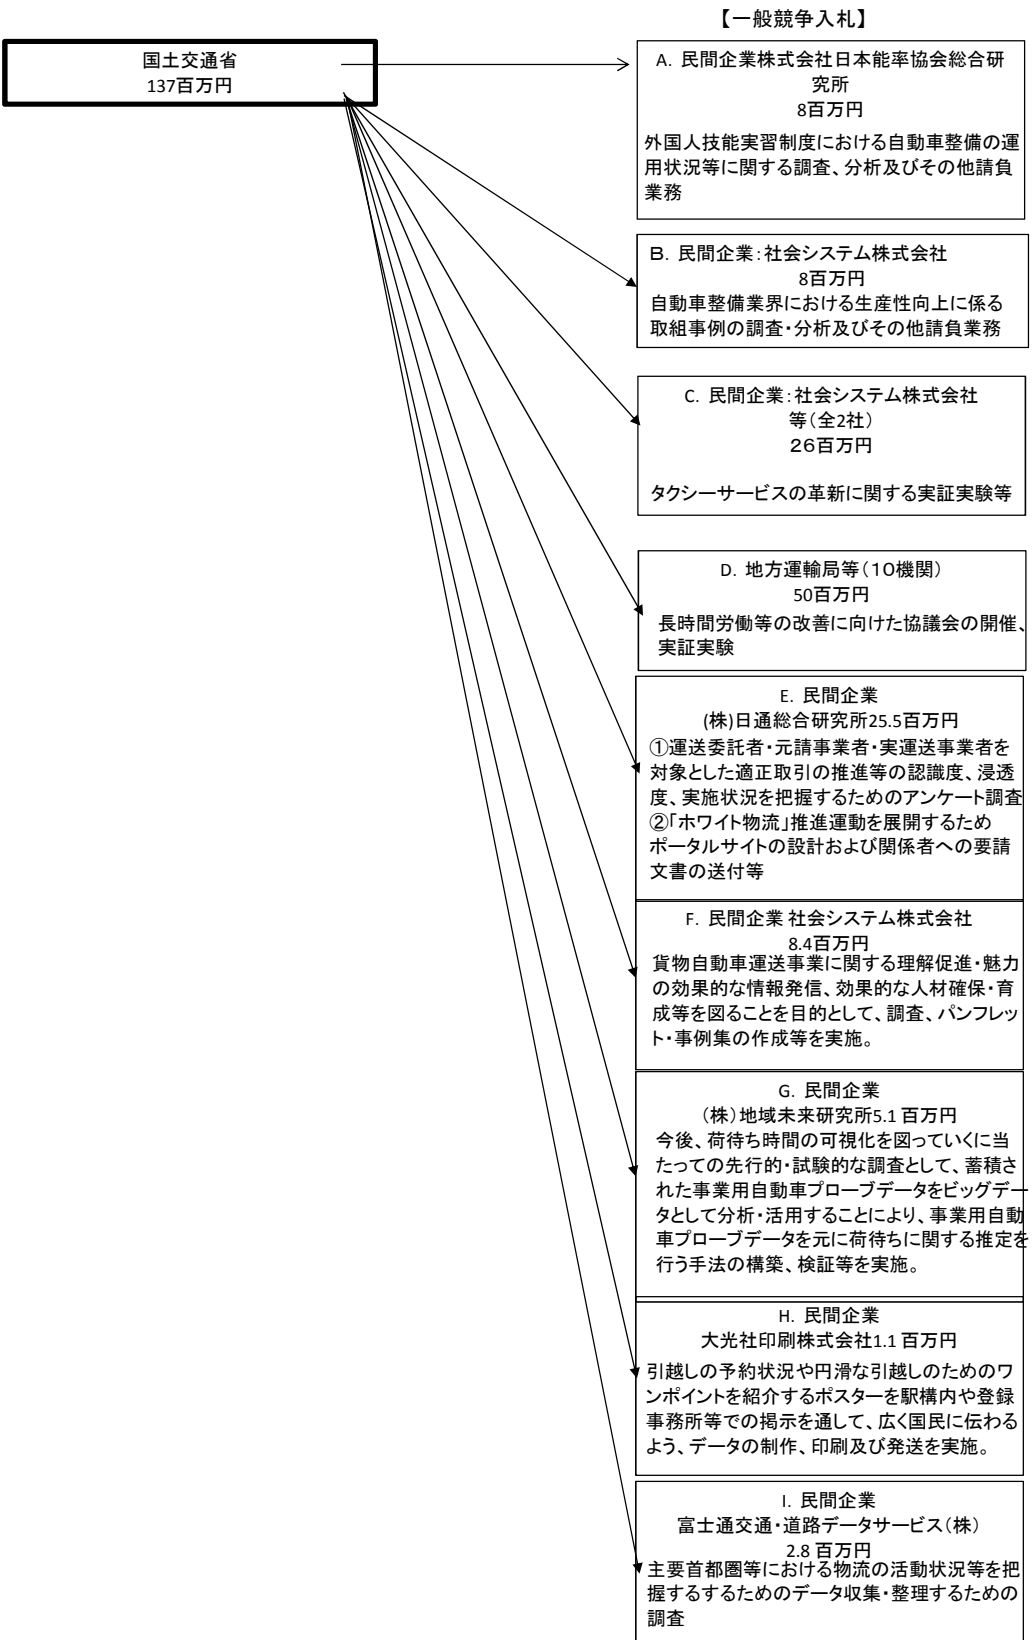 【一般競争入札】
国土交通省
137百万円
A. 民間企業株式会社日本能率協会総合研
究所
8百万円
外国人技能実習制度における自動車整備の運
用状況等に関する調査、分析及びその他請負
業務
B. 民間企業:社会システム株式会社
8百万円
自動車整備業界における生産性向上に係る
取組事例の調査・分析及びその他請負業務
C. 民間企業:社会システム株式会社
等(全2社)
26百万円
タクシーサービスの革新に関する実証実験等
D. 地方運輸局等(10機関)
50百万円
長時間労働等の改善に向けた協議会の開催、
実証実験
E. 民間企業
(株)日通総合研究所25.5百万円
①運送委託者・元請事業者・実運送事業者を
対象とした適正取引の推進等の認識度、浸透
度、実施状況を把握するためのアンケート調査
②「ホワイト物流」推進運動を展開するため
ポータルサイトの設計および関係者への要請
文書の送付等
F. 民間企業 社会システム株式会社
8.4百万円
貨物自動車運送事業に関する理解促進・魅力
の効果的な情報発信、効果的な人材確保・育
成等を図ることを目的として、調査、パンフレッ
ト・事例集の作成等を実施。
G. 民間企業
(株)地域未来研究所5.1 百万円
今後、荷待ち時間の可視化を図っていくに当
たっての先行的・試験的な調査として、蓄積さ
れた事業用自動車プローブデータをビッグデー
タとして分析・活用することにより、事業用自動
車プローブデータを元に荷待ちに関する推定を
行う手法の構築、検証等を実施。
H. 民間企業
大光社印刷株式会社1.1 百万円
引越しの予約状況や円滑な引越しのためのワ
ンポイントを紹介するポスターを駅構内や登録
事務所等での掲示を通して、広く国民に伝わる
よう、データの制作、印刷及び発送を実施。
I. 民間企業
富士通交通・道路データサービス(株)
2.8 百万円
主要首都圏等における物流の活動状況等を把
握するするためのデータ収集・整理するための
調査